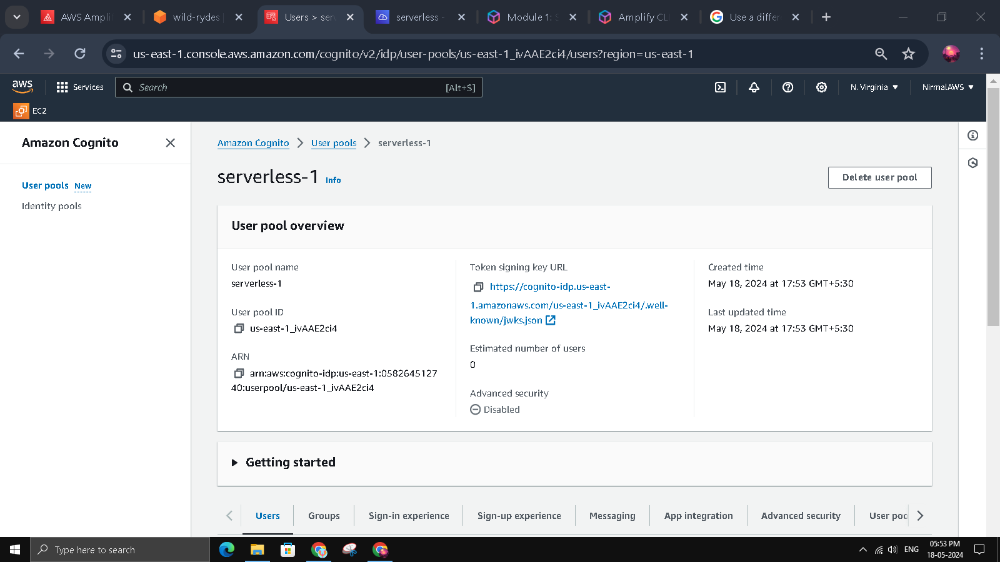 AWS Ampli
wild-rydes
Users > ser
serverless -
Module 1: S
Amplify CL
Use a differ
us-east-1.console.aws.amazon.com/cognito/v2/idp/user-pools/us-east-1_ivAAE2ci4/users?region=us-east-1
aws
Services
Search
[Alt+S]
N. Virginia
NirmalAWS
EC2
Amazon Cognito
User pools New
Identity pools
Amazon Cognito > User pools > serverless-1
serverless-1 Info
Delete user pool
User pool overview
User pool name
serverless-1
User pool ID
us-east-1_ivAAE2ci4
ARN
arn:aws:cognito-idp:us-east-1:0582645127
40:userpool/us-east-1_ivAAE2ci4
Token signing key URL
https://cognito-idp.us-east-
1.amazonaws.com/us-east-1_ivAAE2ci4/.well-
known/jwks.json
Estimated number of users
0
Advanced security
Disabled
Created time
May 18, 2024 at 17:53 GMT+5:30
Last updated time
May 18, 2024 at 17:53 GMT+5:30
Getting started
Users
Groups
Sign-in experience
Sign-up experience
Messaging
App integration
Advanced security
User poo
Type here to search
ENG
05:53 PM
18-05-2024